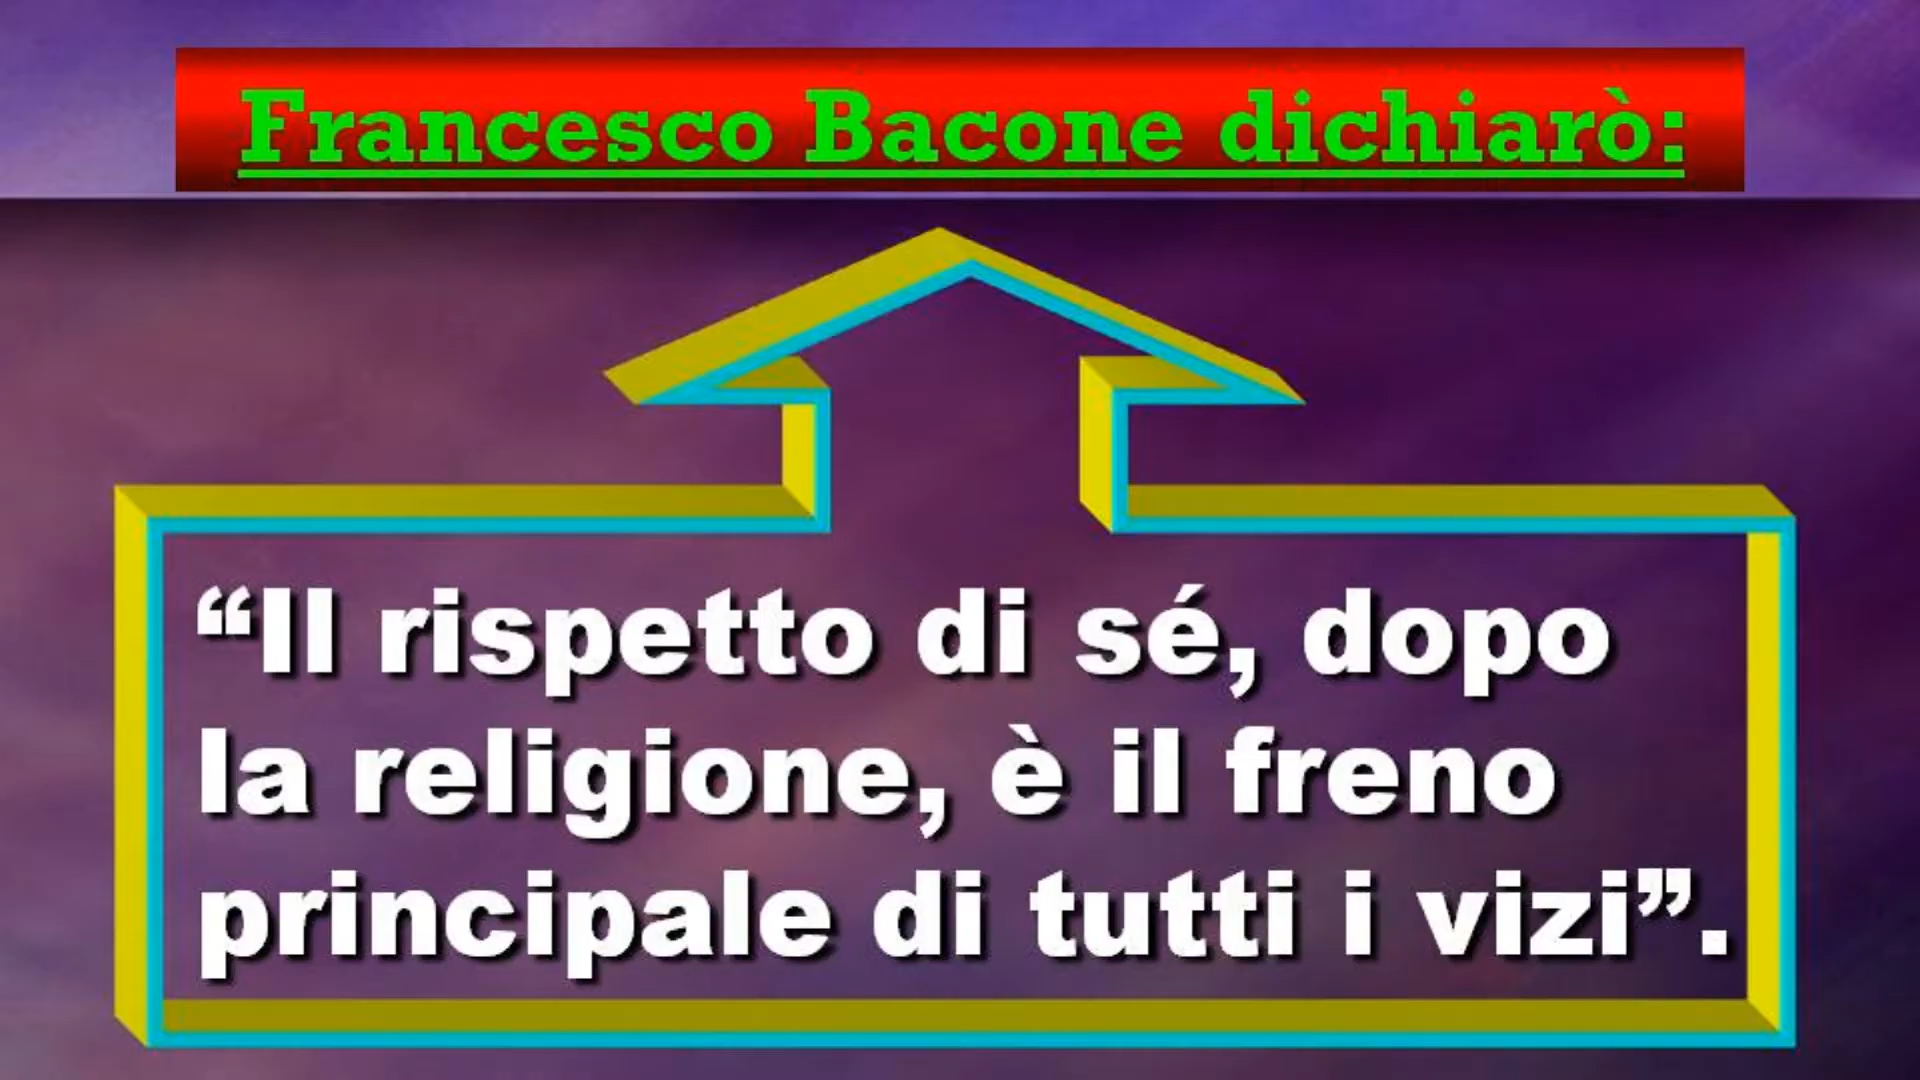 Francesco Bacone dichiarò:
“Il rispetto di sé, dopo
la religione, è il freno
principale di tutti i vizi”.